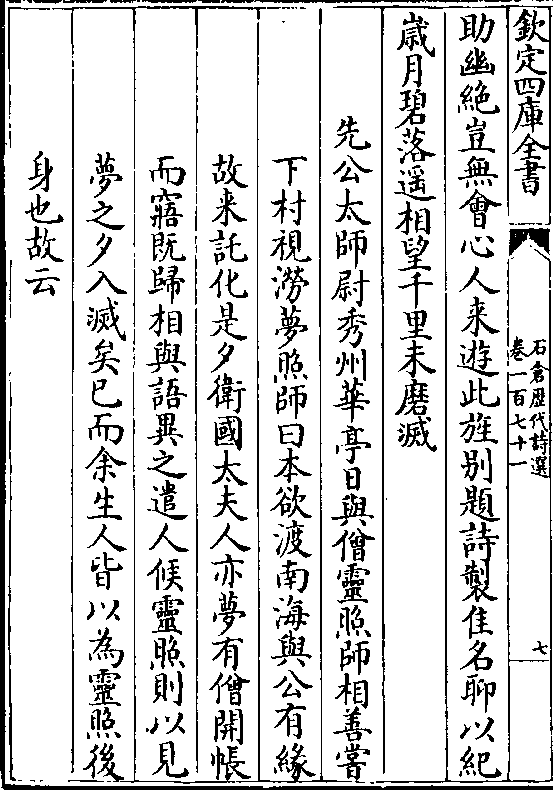 欽定四庫全書
石倉歷代詩選
卷一百七十一
七
助幽絶豈無會心人来遊此旌别題詩製佳名聊以紀
歳月碧落遥相望千里未磨滅
先公太師尉秀州華亭日與僧靈照師相善嘗
下村視澇夢照師曰本欲渡南海與公有緣
故来託化是夕衛國太夫人亦夢有僧開帳
而寤既歸相與語異之遣人候靈照則以見
夢之夕入滅矣已而余生人皆以為靈照後
身也故云